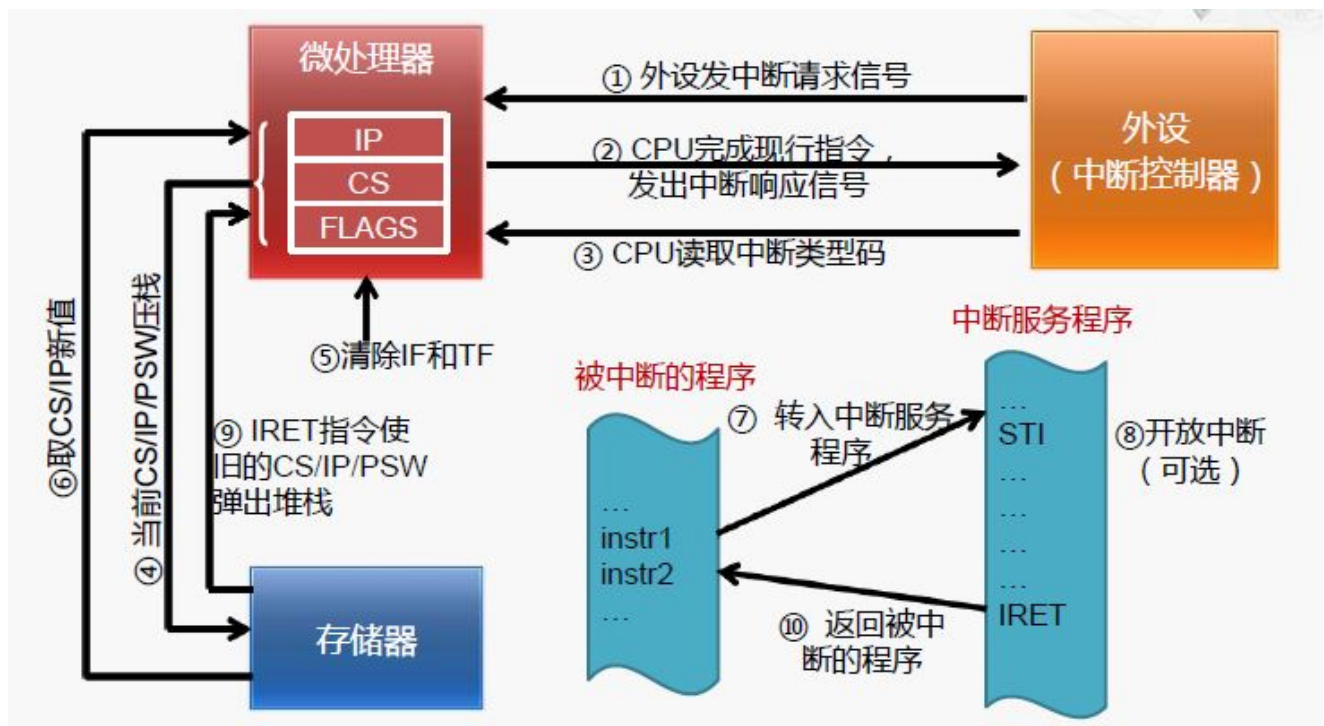 微处理器
IP
CS
FLAGS
① 外设发中断请求信号
② CPU完成现行指令，
发出中断响应信号
③ CPU读取中断类型码
外设
（中断控制器）
⑥取CS/IP新值
④ 当前CS/IP/PSW压栈
⑤清除IF和TF
⑨ IRET指令使
旧的CS/IP/PSW
弹出堆栈
存储器
被中断的程序
…
instr1
instr2
…
⑦ 转入中断服务
程序
中断服务程序
…
STI
…
…
…
…
IRET
⑧开放中断
（可选）
⑩ 返回被中
断的程序